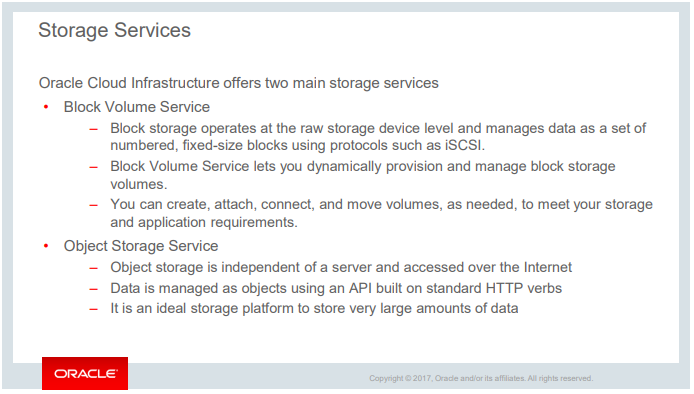 Storage Services
Oracle Cloud Infrastructure offers two main storage services
• Block Volume Service
– Block storage operates at the raw storage device level and manages data as a set of
numbered, fixed-size blocks using protocols such as iSCSI.
– Block Volume Service lets you dynamically provision and manage block storage
volumes.
– You can create, attach, connect, and move volumes, as needed, to meet your storage
and application requirements.
• Object Storage Service
– Object storage is independent of a server and accessed over the Internet
– Data is managed as objects using an API built on standard HTTP verbs
– It is an ideal storage platform to store very large amounts of data
ORACLE®
Copyright © 2017, Oracle and/or its affiliates. All rights reserved.